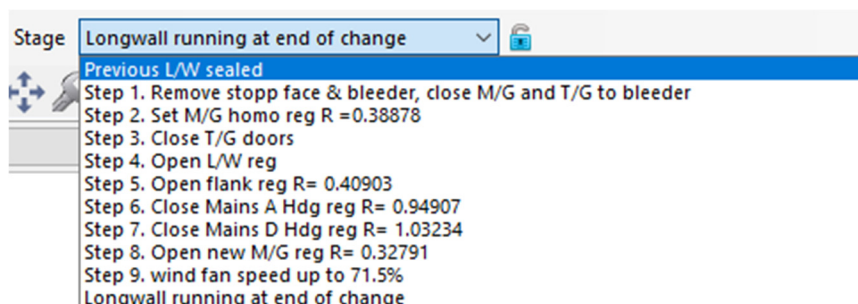 Stage Longwall running at end of change
Previous L/W sealed
Step 1. Remove stopp face & bleeder, close M/G and T/G to bleeder
Step 2. Set M/G homo reg R =0.38878
Step 3. Close T/G doors
Step 4. Open L/W reg
Step 5. Open flank reg R= 0.40903
Step 6. Close Mains A Hdg reg R= 0.94907
Step 7. Close Mains D Hdg reg R= 1.03234
Step 8. Open new M/G reg R= 0.32791
Step 9. wind fan speed up to 71.5%
Longwall running at end of change